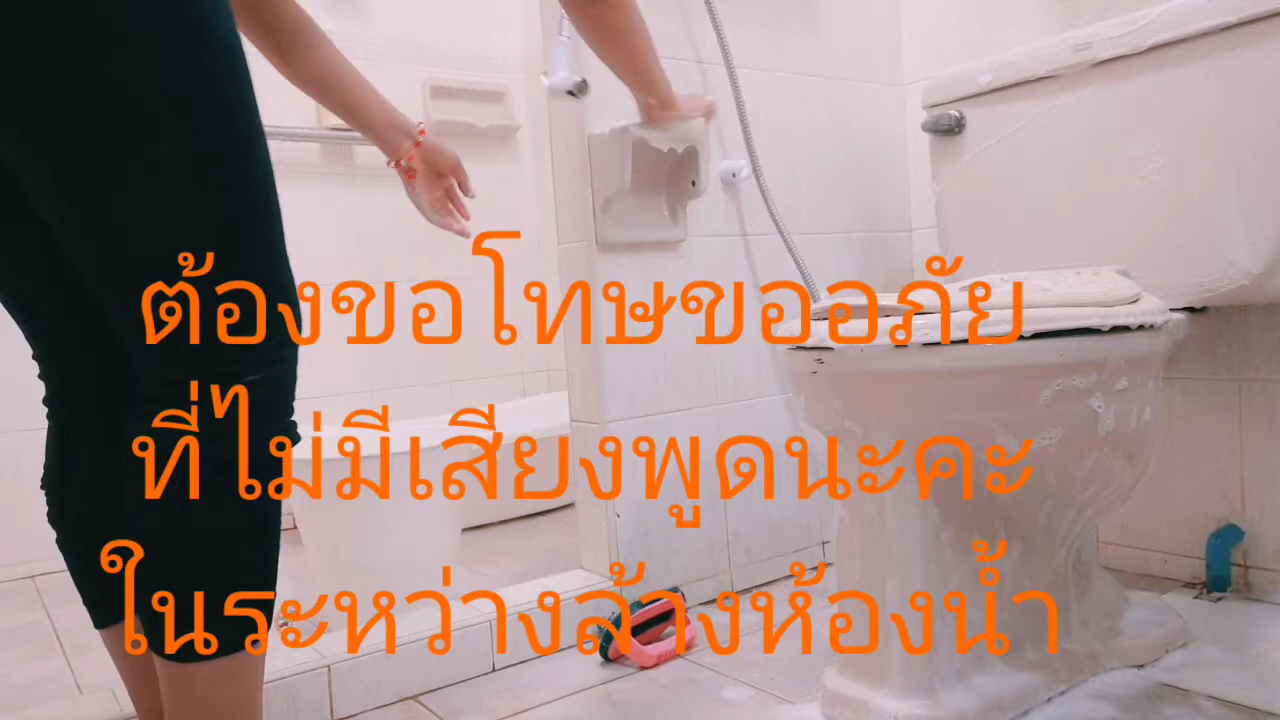 ต้องขอโทษขออภัย
ที่ไม่มีเสียงพูดนะคะ
ในระหว่างล้างห้องน้ำ